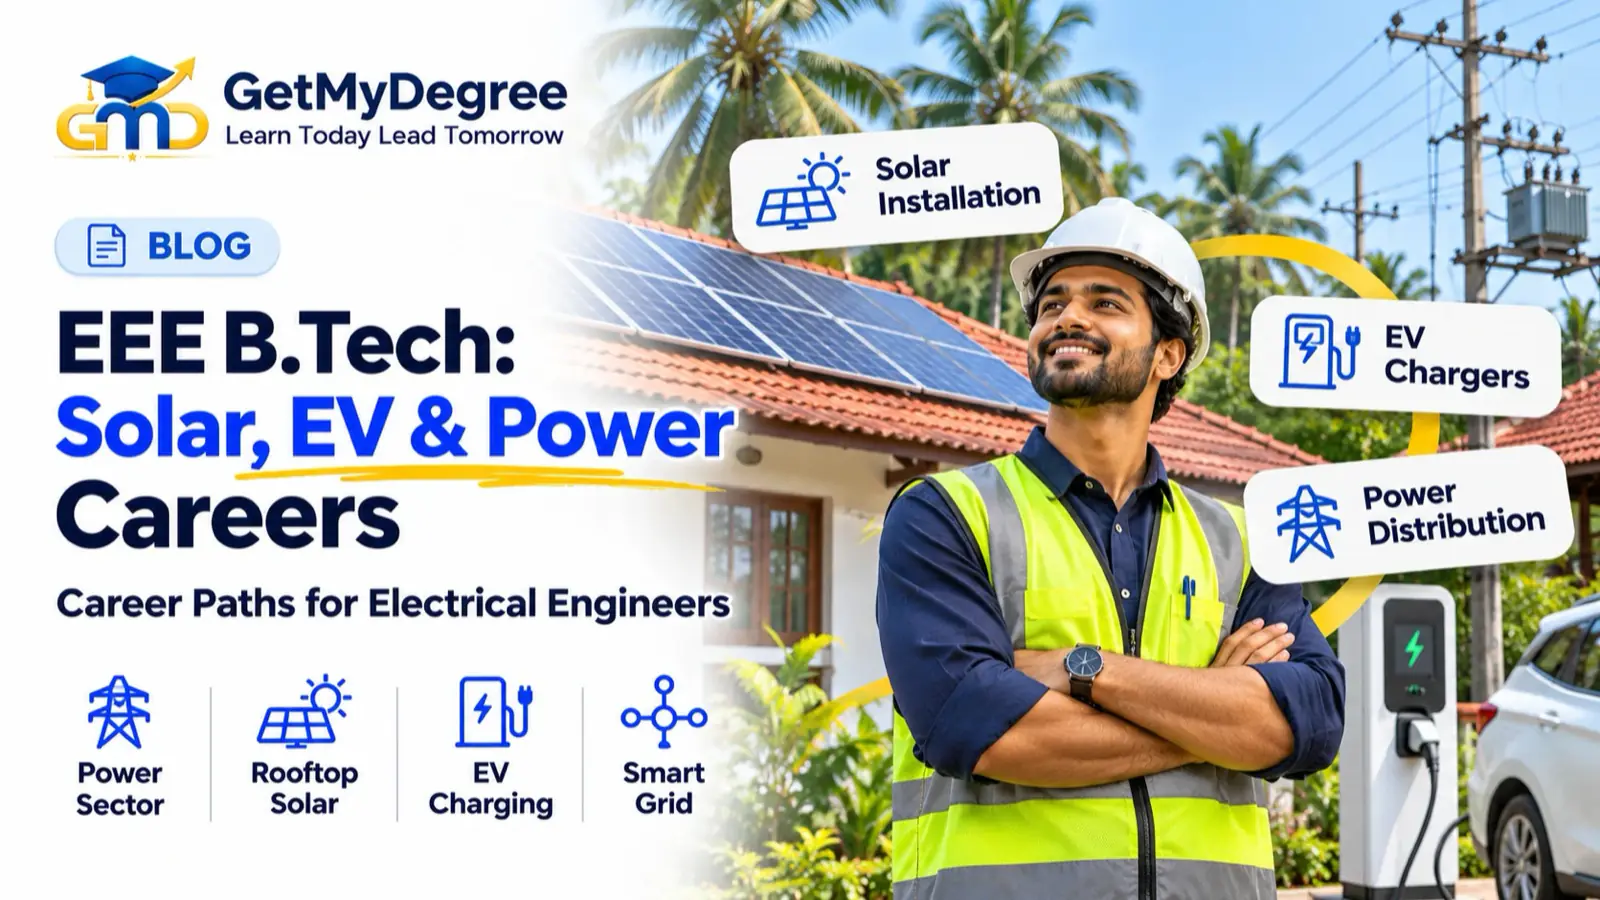 GMD
GetMyDegree
Learn Today Lead Tomorrow
BLOG
EEE B.Tech:
Solar, EV & Power
Careers
Career Paths for Electrical Engineers
Power
Sector
Rooftop
Solar
EV
Charging
Smart
Grid
Solar
Installation
EV
Chargers
Power
Distribution